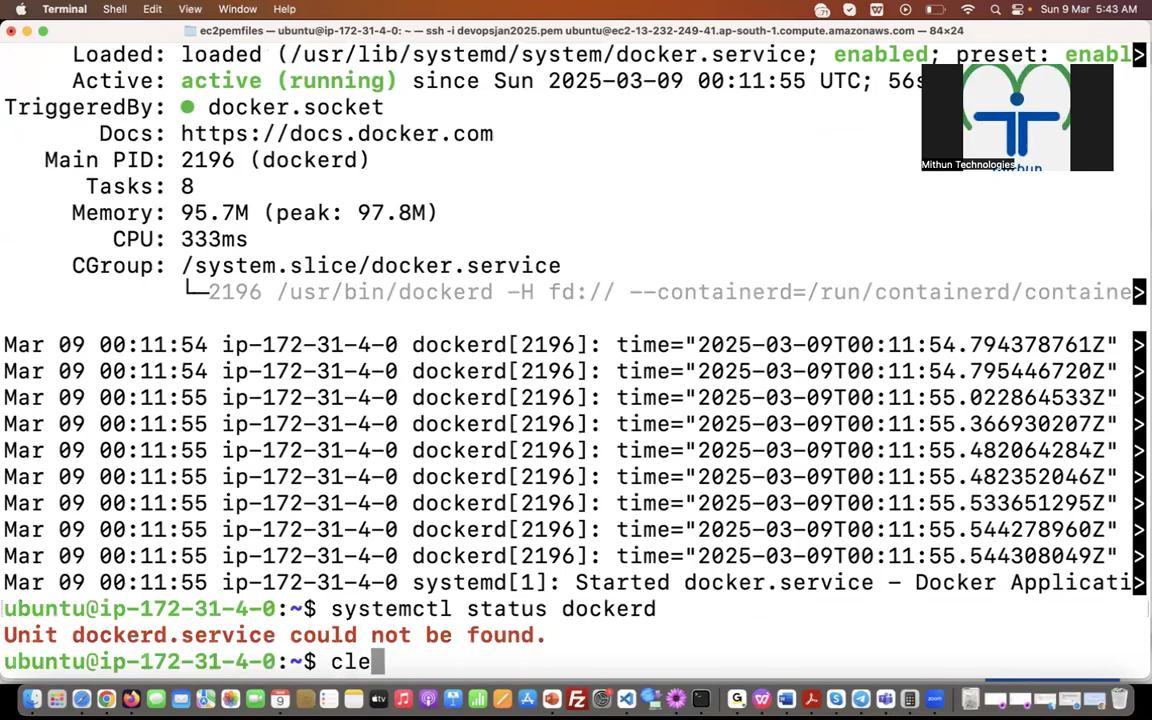 Terminal Shell Edit View Window Help Sun 9 Mar 5:43 AM
ec2pemfiles — ubuntu@ip-172-31-4-0: ~ — ssh -i devopsjan2025.pem ubuntu@ec2-13-232-249-41.ap-south-1.compute.amazonaws.com — 84×24
Loaded: loaded (/usr/lib/systemd/system/docker.service; enabled; preset: enabl>
Active: active (running) since Sun 2025-03-09 00:11:55 UTC; 56s
TriggeredBy: ● docker.socket
Docs: https://docs.docker.com
Main PID: 2196 (dockerd)
Mithun Technologies
Tasks: 8
Memory: 95.7M (peak: 97.8M)
CPU: 333ms
CGroup: /system.slice/docker.service
└─2196 /usr/bin/dockerd -H fd:// --containerd=/run/containerd/containe>
Mar 09 00:11:54 ip-172-31-4-0 dockerd[2196]: time="2025-03-09T00:11:54.794378761Z" >
Mar 09 00:11:54 ip-172-31-4-0 dockerd[2196]: time="2025-03-09T00:11:54.795446720Z" >
Mar 09 00:11:55 ip-172-31-4-0 dockerd[2196]: time="2025-03-09T00:11:55.022864533Z" >
Mar 09 00:11:55 ip-172-31-4-0 dockerd[2196]: time="2025-03-09T00:11:55.366930207Z" >
Mar 09 00:11:55 ip-172-31-4-0 dockerd[2196]: time="2025-03-09T00:11:55.482064284Z" >
Mar 09 00:11:55 ip-172-31-4-0 dockerd[2196]: time="2025-03-09T00:11:55.482352046Z" >
Mar 09 00:11:55 ip-172-31-4-0 dockerd[2196]: time="2025-03-09T00:11:55.533651295Z" >
Mar 09 00:11:55 ip-172-31-4-0 dockerd[2196]: time="2025-03-09T00:11:55.544278960Z" >
Mar 09 00:11:55 ip-172-31-4-0 dockerd[2196]: time="2025-03-09T00:11:55.544308049Z" >
Mar 09 00:11:55 ip-172-31-4-0 systemd[1]: Started docker.service - Docker Applicati>
ubuntu@ip-172-31-4-0:~$ systemctl status dockerd
Unit dockerd.service could not be found.
ubuntu@ip-172-31-4-0:~$ cle